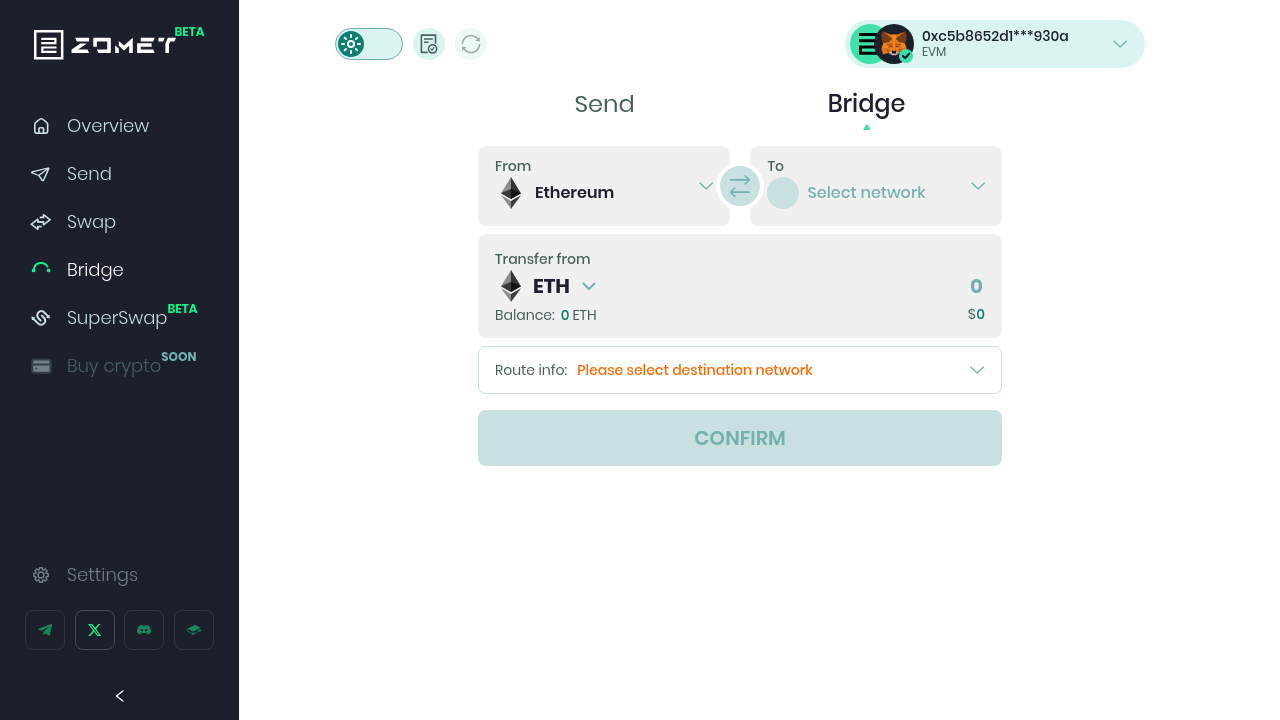 ZOMET BETA
Overview
Send
Swap
Bridge
SuperSwap BETA
Buy crypto SOON
Settings
0xc5b8652d1***930a
EVM
Send
Bridge
From
Ethereum
To
Select network
Transfer from
ETH
0
Balance: 0 ETH
$0
Route info: Please select destination network
CONFIRM